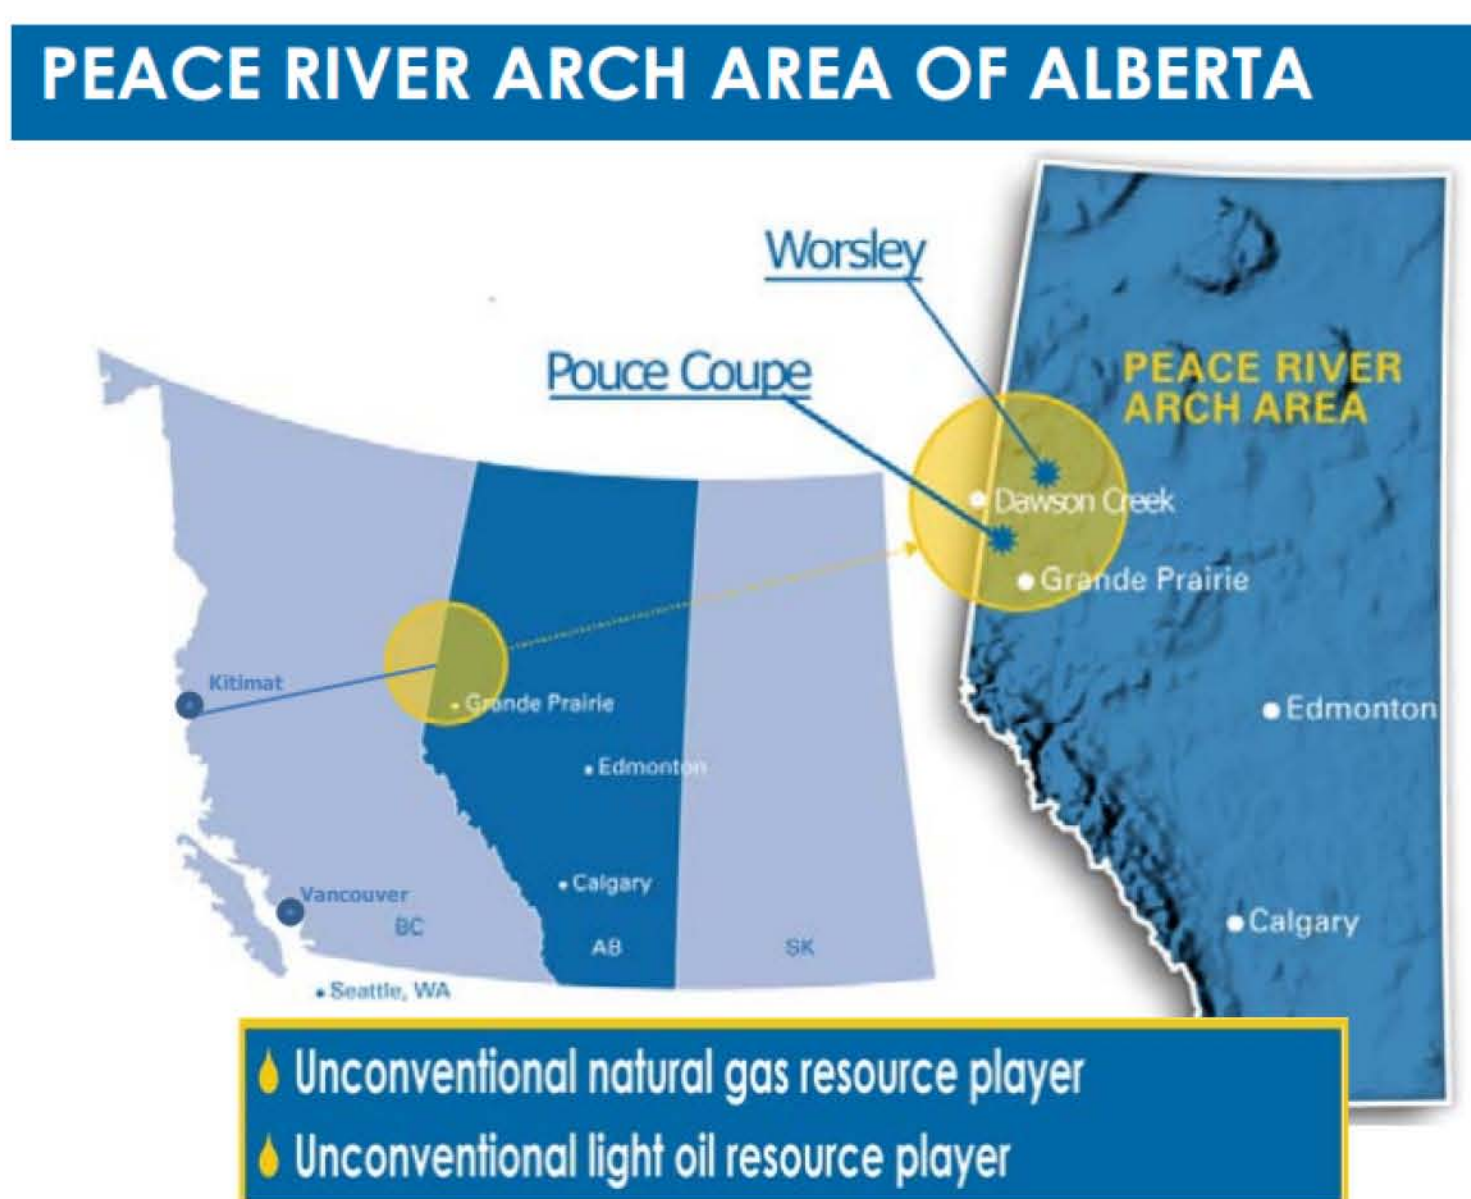 PEACE RIVER ARCH AREA OF ALBERTA
Worsley
Pouce Coupe
PEACE RIVER
ARCH AREA
Dawson Creek
Grande Prairie
Edmonton
Calgary
Kitimat
Grande Prairie
Edmonton
Calgary
Vancouver
BC
AB
SK
Seattle, WA
Unconventional natural gas resource player
Unconventional light oil resource player